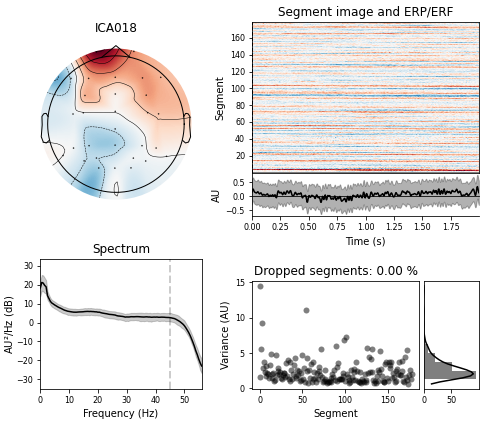 ICA018
Segment image and ERP/ERF
Segment
160
140
120
100
80
60
40
20
AU
0.5
0.0
−0.5
0.00 0.25 0.50 0.75 1.00 1.25 1.50 1.75
Time (s)
Spectrum
AU²/Hz (dB)
30
20
10
0
−10
−20
−30
0 10 20 30 40 50
Frequency (Hz)
Dropped segments: 0.00 %
Variance (AU)
15
10
5
0
0 50 100 150
Segment
0 50